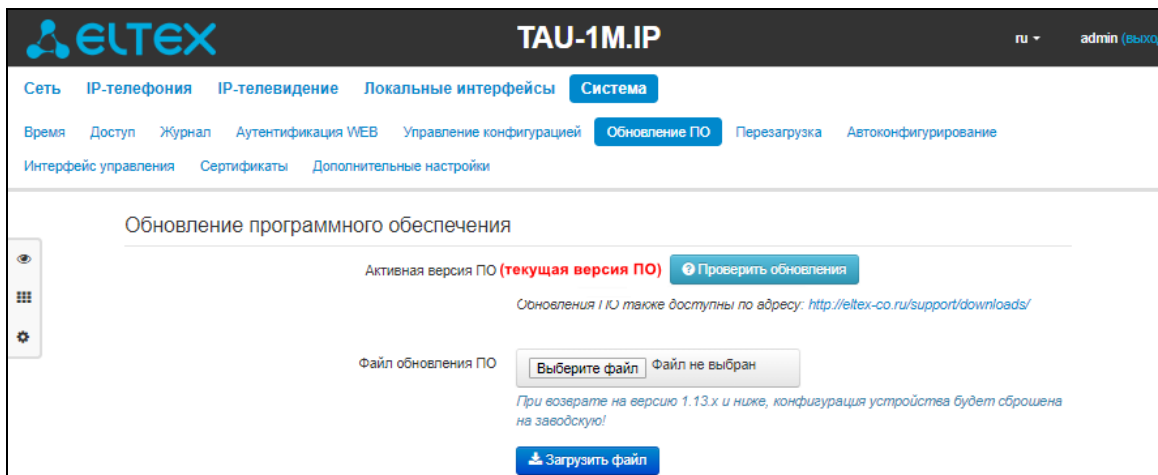 ELTEX TAU-1M.IP ru admin (выхо
Сеть IP-телефония IP-телевидение Локальные интерфейсы Система
Время Доступ Журнал Аутентификация WEB Управление конфигурацией Обновление ПО Перезагрузка Автоконфигурирование
Интерфейс управления Сертификаты Дополнительные настройки
Обновление программного обеспечения
Активная версия ПО (текущая версия ПО) Проверить обновления
Обновления ПО также доступны по адресу: http://eltex-co.ru/support/downloads/
Файл обновления ПО Выберите файл Файл не выбран
При возврате на версию 1.13.x и ниже, конфигурация устройства будет сброшена
на заводскую!
Загрузить файл